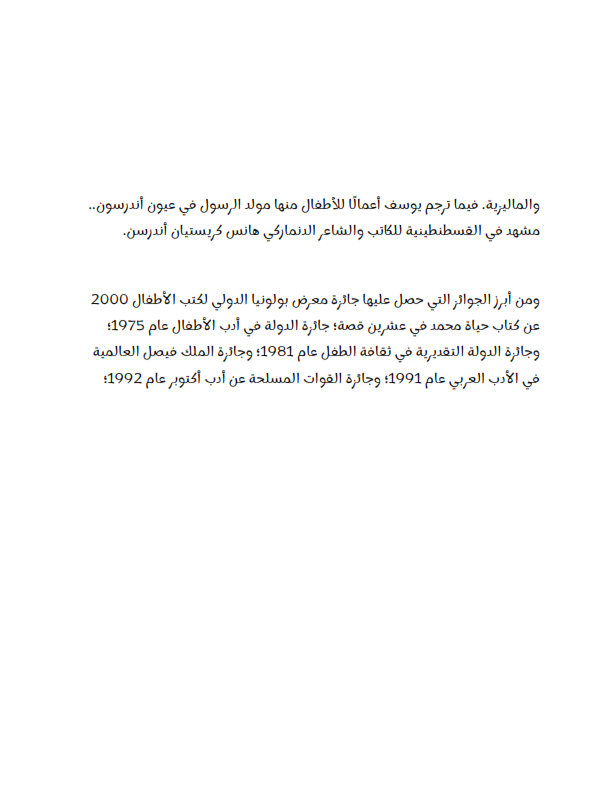 والماليزية. فيما ترجم يوسف أعمالًا للأطفال منها مولد الرسول في عيون أندرسون..
مشهد في القسطنطينية للكاتب والشاعر الدنماركي هانس كريستيان أندرسن.
ومن أبرز الجوائز التي حصل عليها جائزة معرض بولونيا الدولي لكتب الأطفال 2000
عن كتاب حياة محمد في عشرين قصة؛ جائزة الدولة في أدب الأطفال عام 1975؛
وجائزة الدولة التقديرية في ثقافة الطفل عام 1981؛ وجائزة الملك فيصل العالمية
في الأدب العربي عام 1991؛ وجائزة القوات المسلحة عن أدب أكتوبر عام 1992؛